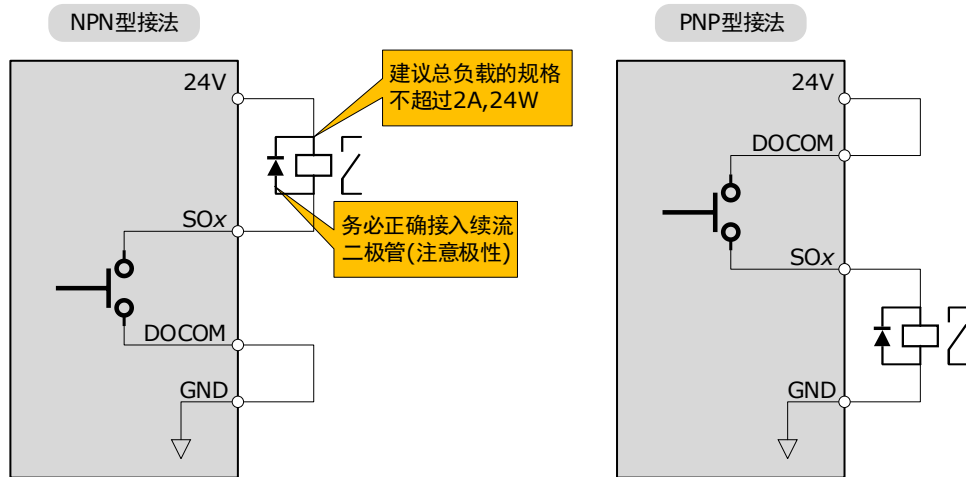 NPN型接法
24V
建议总负载的规格
不超过2A,24W
SOx
务必正确接入续流
二极管(注意极性)
DOCOM
GND
PNP型接法
24V
DOCOM
SOx
GND